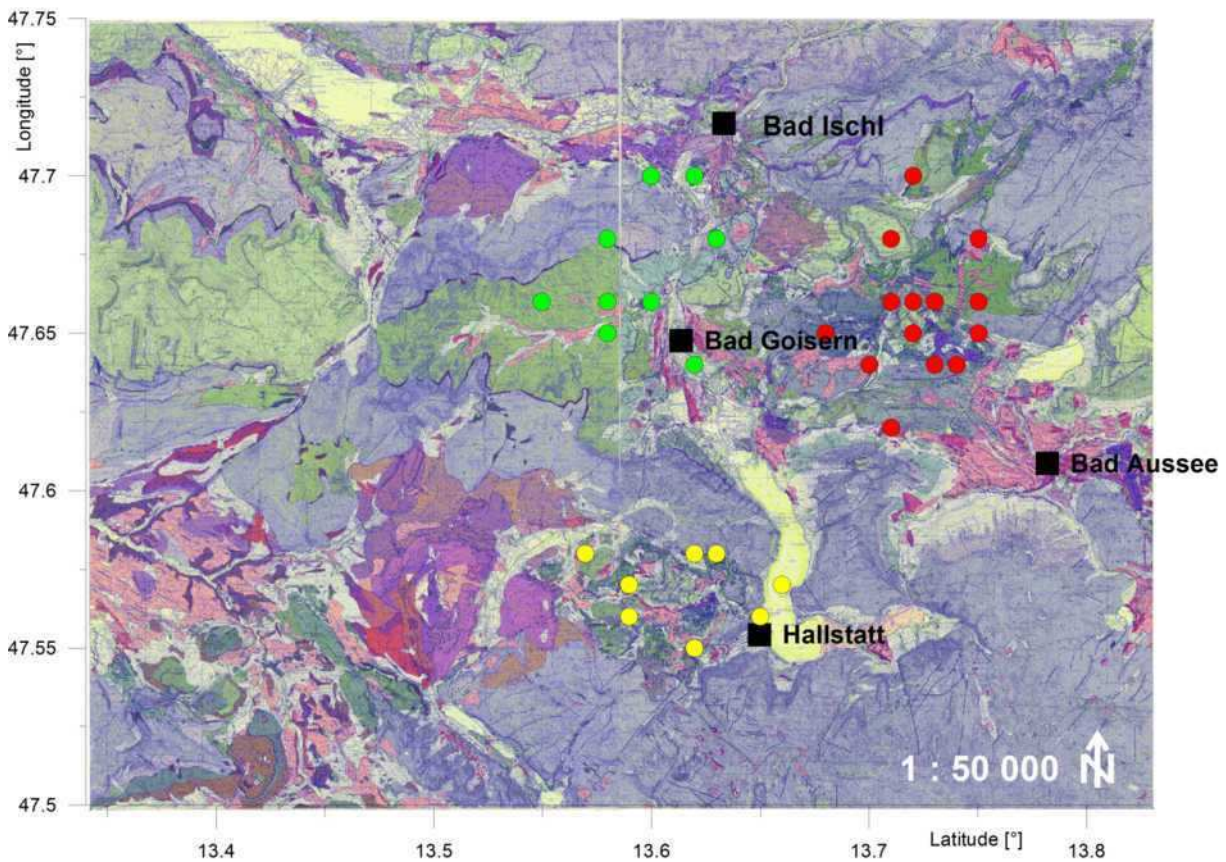 47.75
Longitude [°]
Bad Ischl
47.7
47.65
Bad Goisern
47.6
Bad Aussee
47.55
Hallstatt
1 : 50 000 N
47.5
13.4
13.5
13.6
13.7
Latitude [°]
13.8